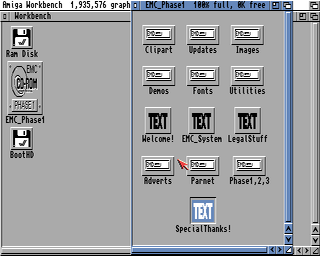 Amiga Workbench 1,935,576 graph
EMC_Phase1 100% full, 0K free
Workbench
Ram Disk
EMC
CD-ROM
PHASE1
EMC_Phase1
BootHD
Clipart Updates Images
Demos Fonts Utilities
TEXT TEXT TEXT
Welcome! EMC_System LegalStuff
Adverts Parnet Phase1,2,3
TEXT
SpecialThanks!